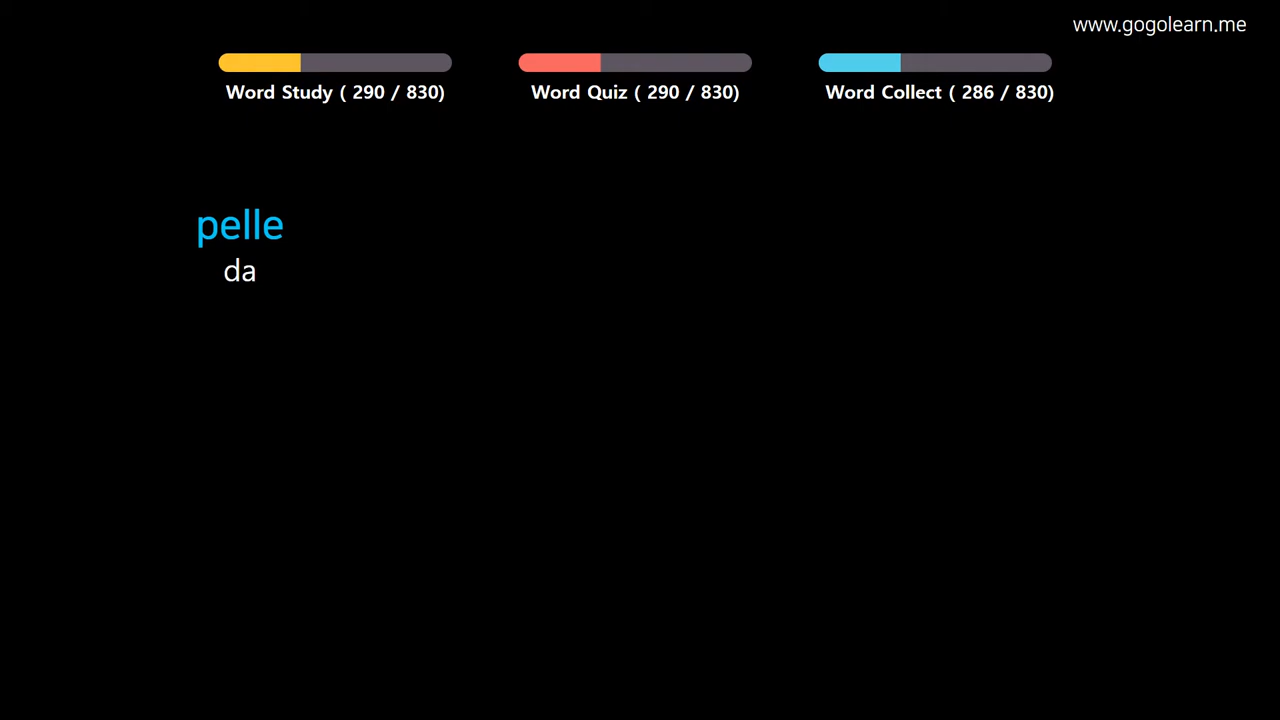 www.gogolearn.me
Word Study ( 290 / 830)
Word Quiz ( 290 / 830)
Word Collect ( 286 / 830)
pelle
da